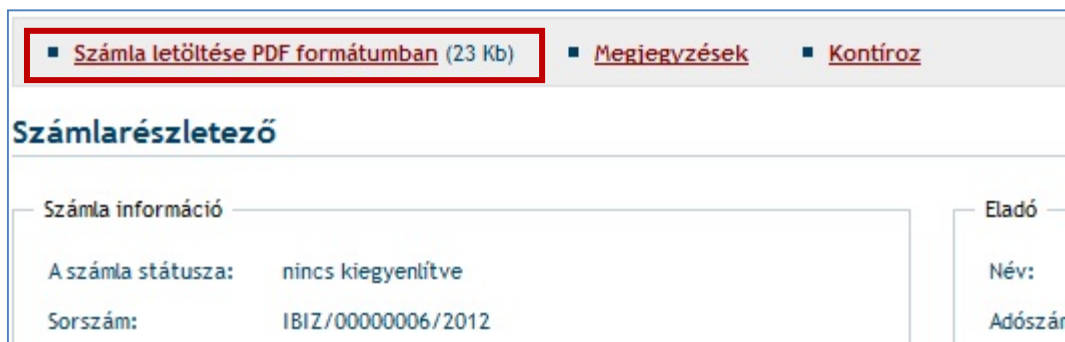 Számla letöltése PDF formátumban (23 Kb) Megjegyzések Kontíroz
Számlarészletező
Számla információ Eladó
A számla státusza: nincs kiegyenlítve Név:
Sorszám: IBIZ/00000006/2012